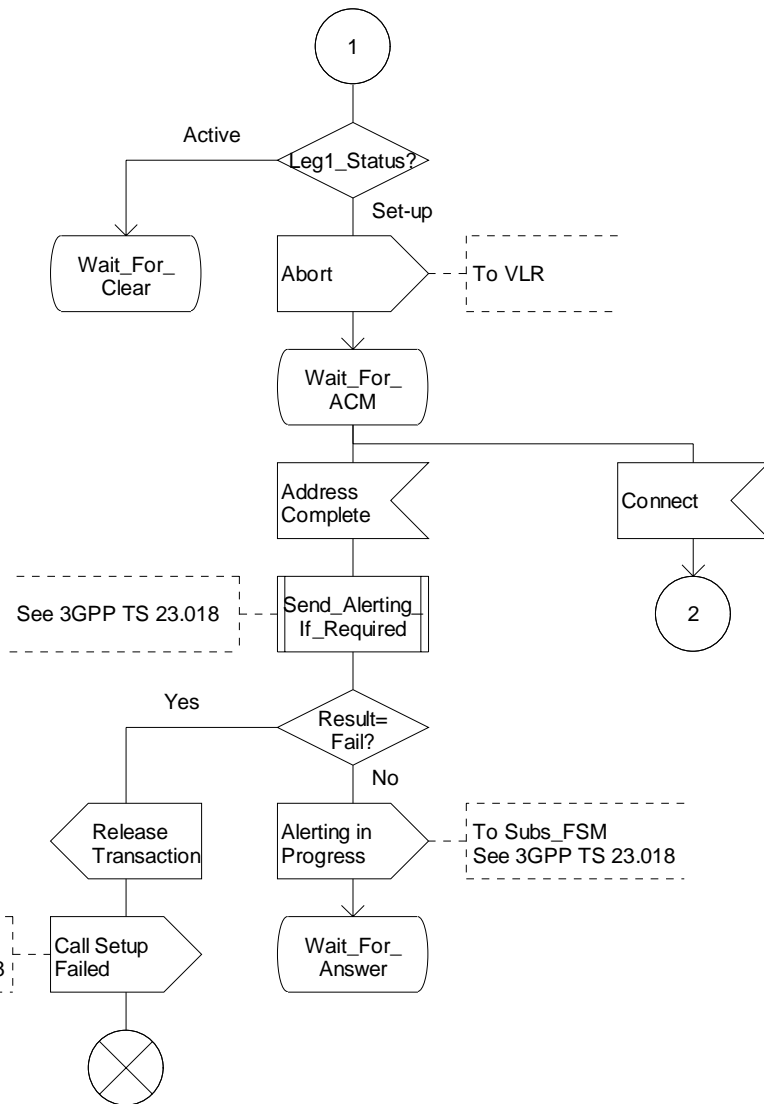 1
Active
Leg1_Status?
Set-up
Wait_For_
Clear
Abort
To VLR
Wait_For_
ACM
Address
Complete
Connect
See 3GPP TS 23.018
Send_Alerting_
If_Required
2
Yes
Result=
Fail?
No
Release
Transaction
Alerting in
Progress
To Subs_FSM
See 3GPP TS 23.018
Call Setup
Failed
Wait_For_
Answer